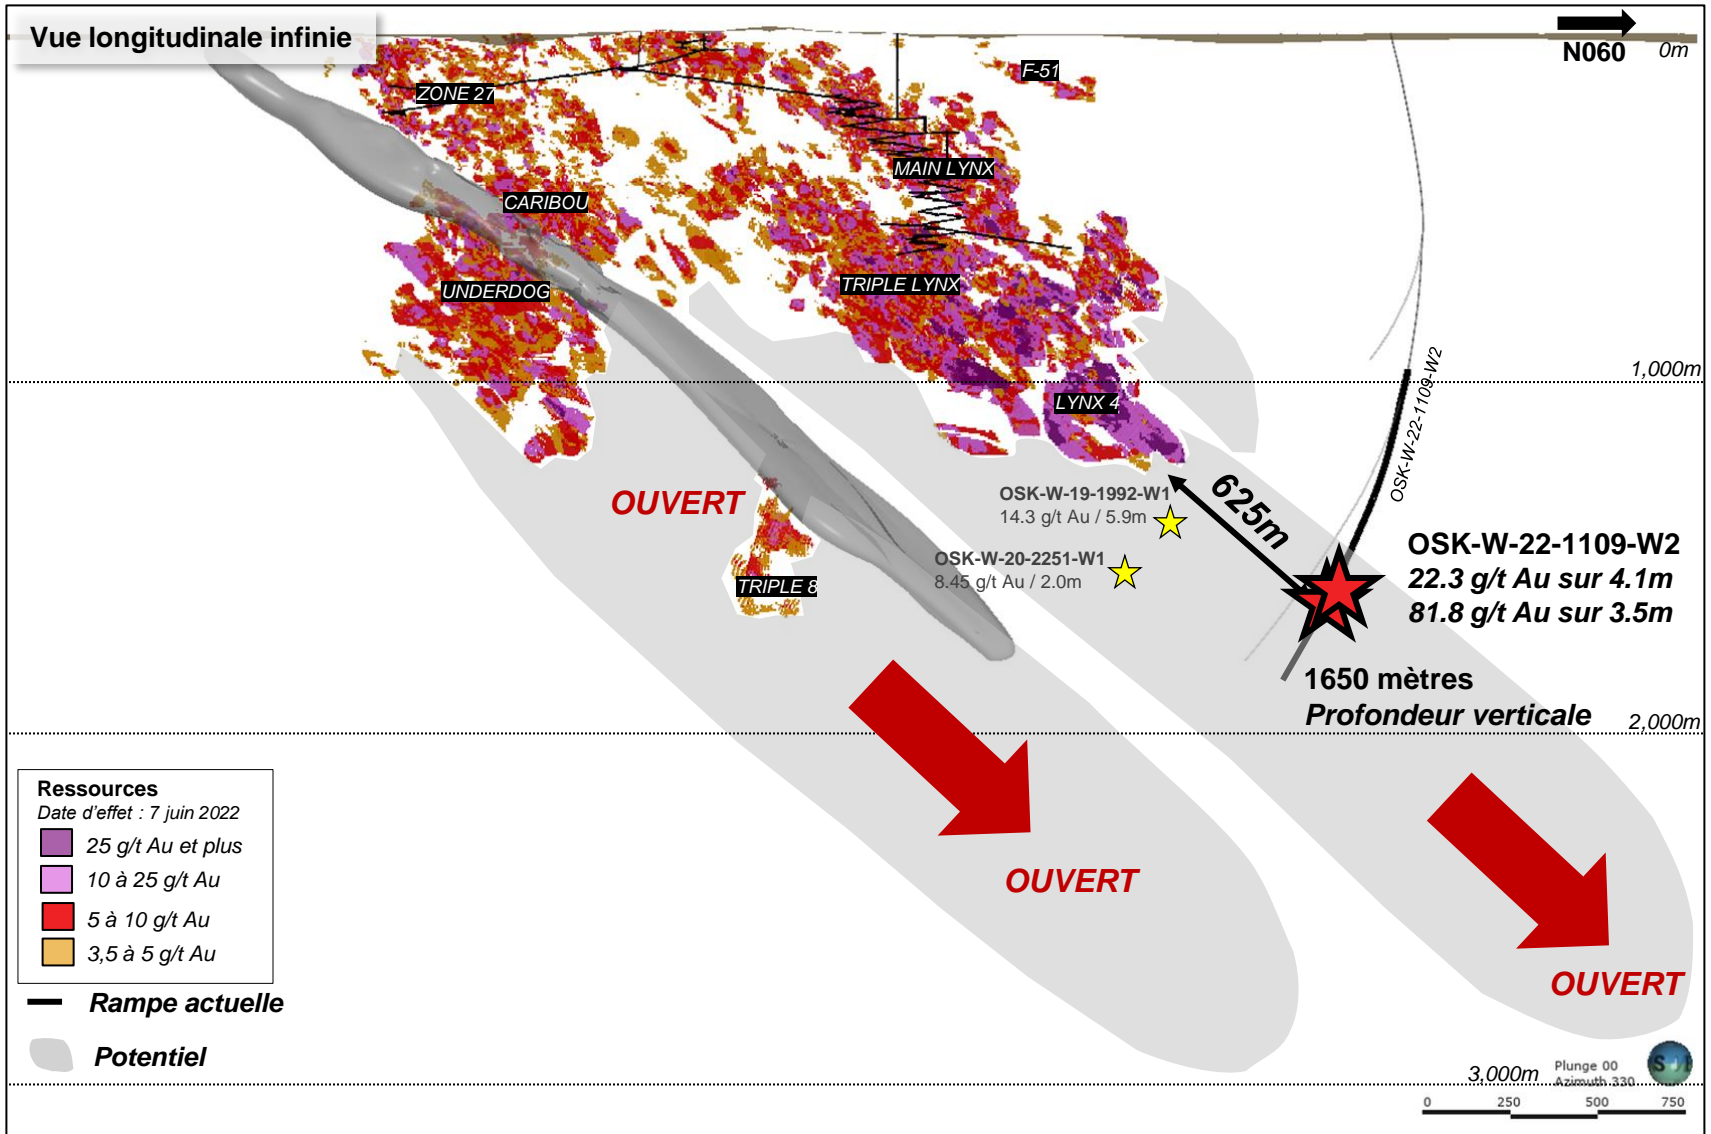 Vue longitudinale infinie
N060
0m
F-51
ZONE 27
MAIN LYNX
CARIBOU
TRIPLE LYNX
UNDERDOG
1,000m
LYNX 4
OSK-W-22-1109-W2
OUVERT
OSK-W-19-1992-W1
14.3 g/t Au / 5.9m
625m
OSK-W-20-2251-W1
8.45 g/t Au / 2.0m
TRIPLE 8
OSK-W-22-1109-W2
22.3 g/t Au sur 4.1m
81.8 g/t Au sur 3.5m
1650 mètres
Profondeur verticale
2,000m
Ressources
Date d'effet : 7 juin 2022
25 g/t Au et plus
10 à 25 g/t Au
5 à 10 g/t Au
3,5 à 5 g/t Au
Rampe actuelle
Potentiel
OUVERT
OUVERT
3,000m
Plunge 00
Azimuth 330
0 250 500 750